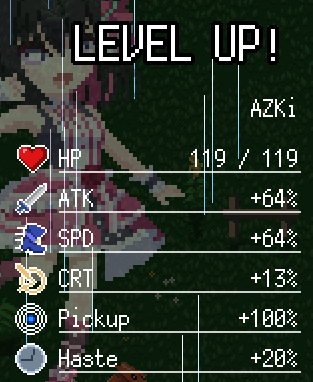 LEVEL UP!
AZKi
HP 119 / 119
ATK +64%
SPD +64%
CRT +13%
Pickup +100%
Haste +20%